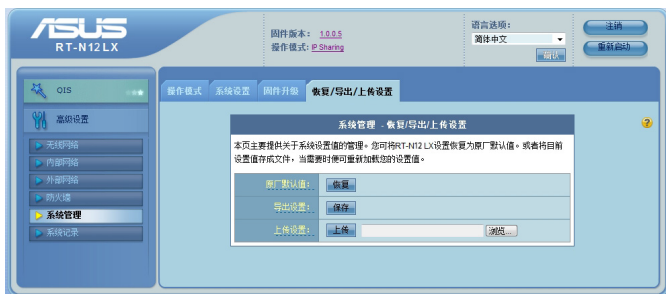 ASUS
RT-N12LX
固件版本: 1.0.0.5
操作模式: IP Sharing
语言选项:
简体中文
确认
注销
重新启动
QIS
高级设置
无线网络
内部网络
外部网络
防火墙
系统管理
系统记录
操作模式 系统设置 固件升级 恢复/导出/上传设置
系统管理 - 恢复/导出/上传设置
本页主要提供关于系统设置值的管理。您可将RT-N12 LX设置恢复为原厂默认值。或者将目前
设置值存成文件,当需要时便可重新加载您的设置值。
原厂默认值: 恢复
导出设置: 保存
上传设置: 上传 浏览...